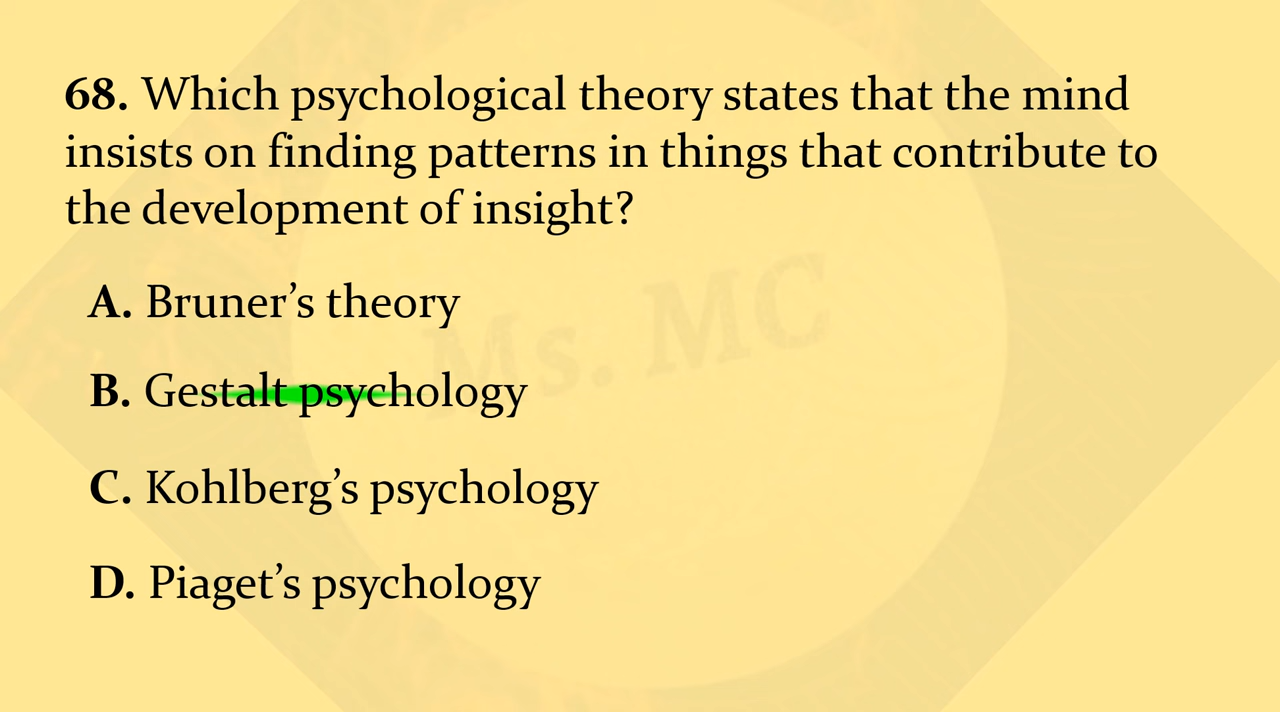 68. Which psychological theory states that the mind
insists on finding patterns in things that contribute to
the development of insight?
A. Bruner’s theory
Ms. MC
B. Gestalt psychology
C. Kohlberg’s psychology
D. Piaget’s psychology